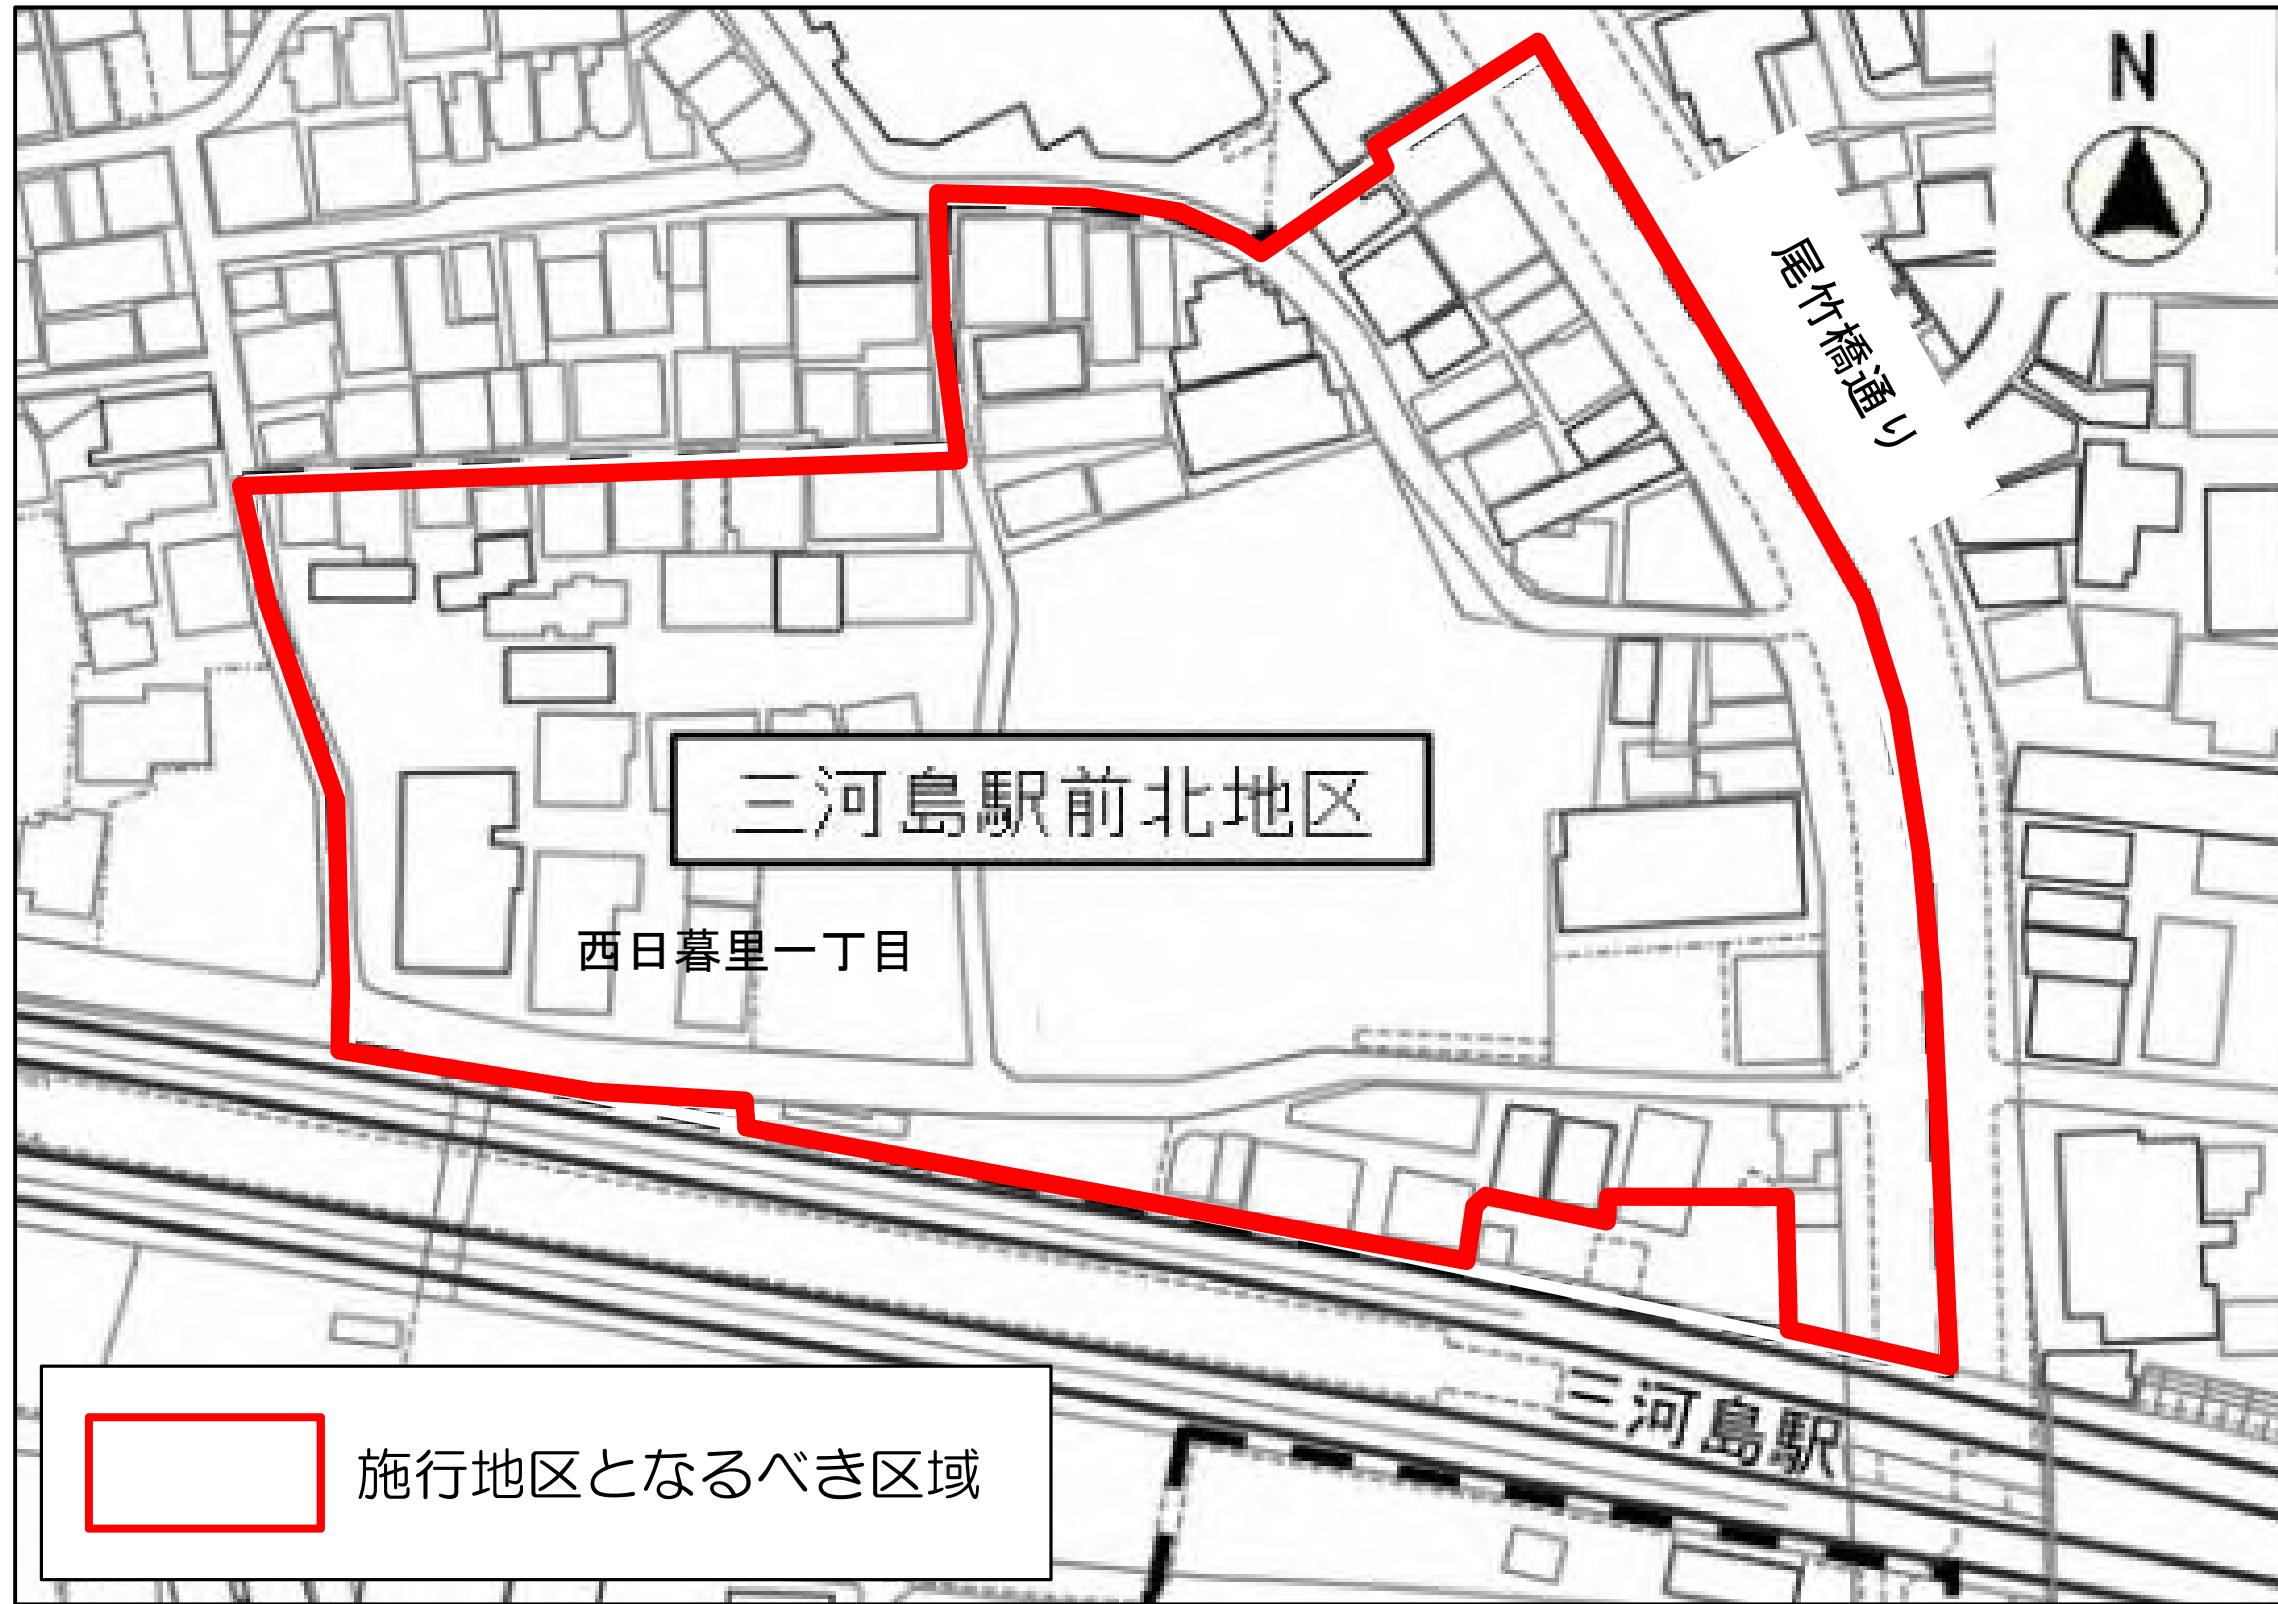 N
尾竹橋通り
三河島駅前北地区
西日暮里一丁目
三河島駅
施行地区となるべき区域